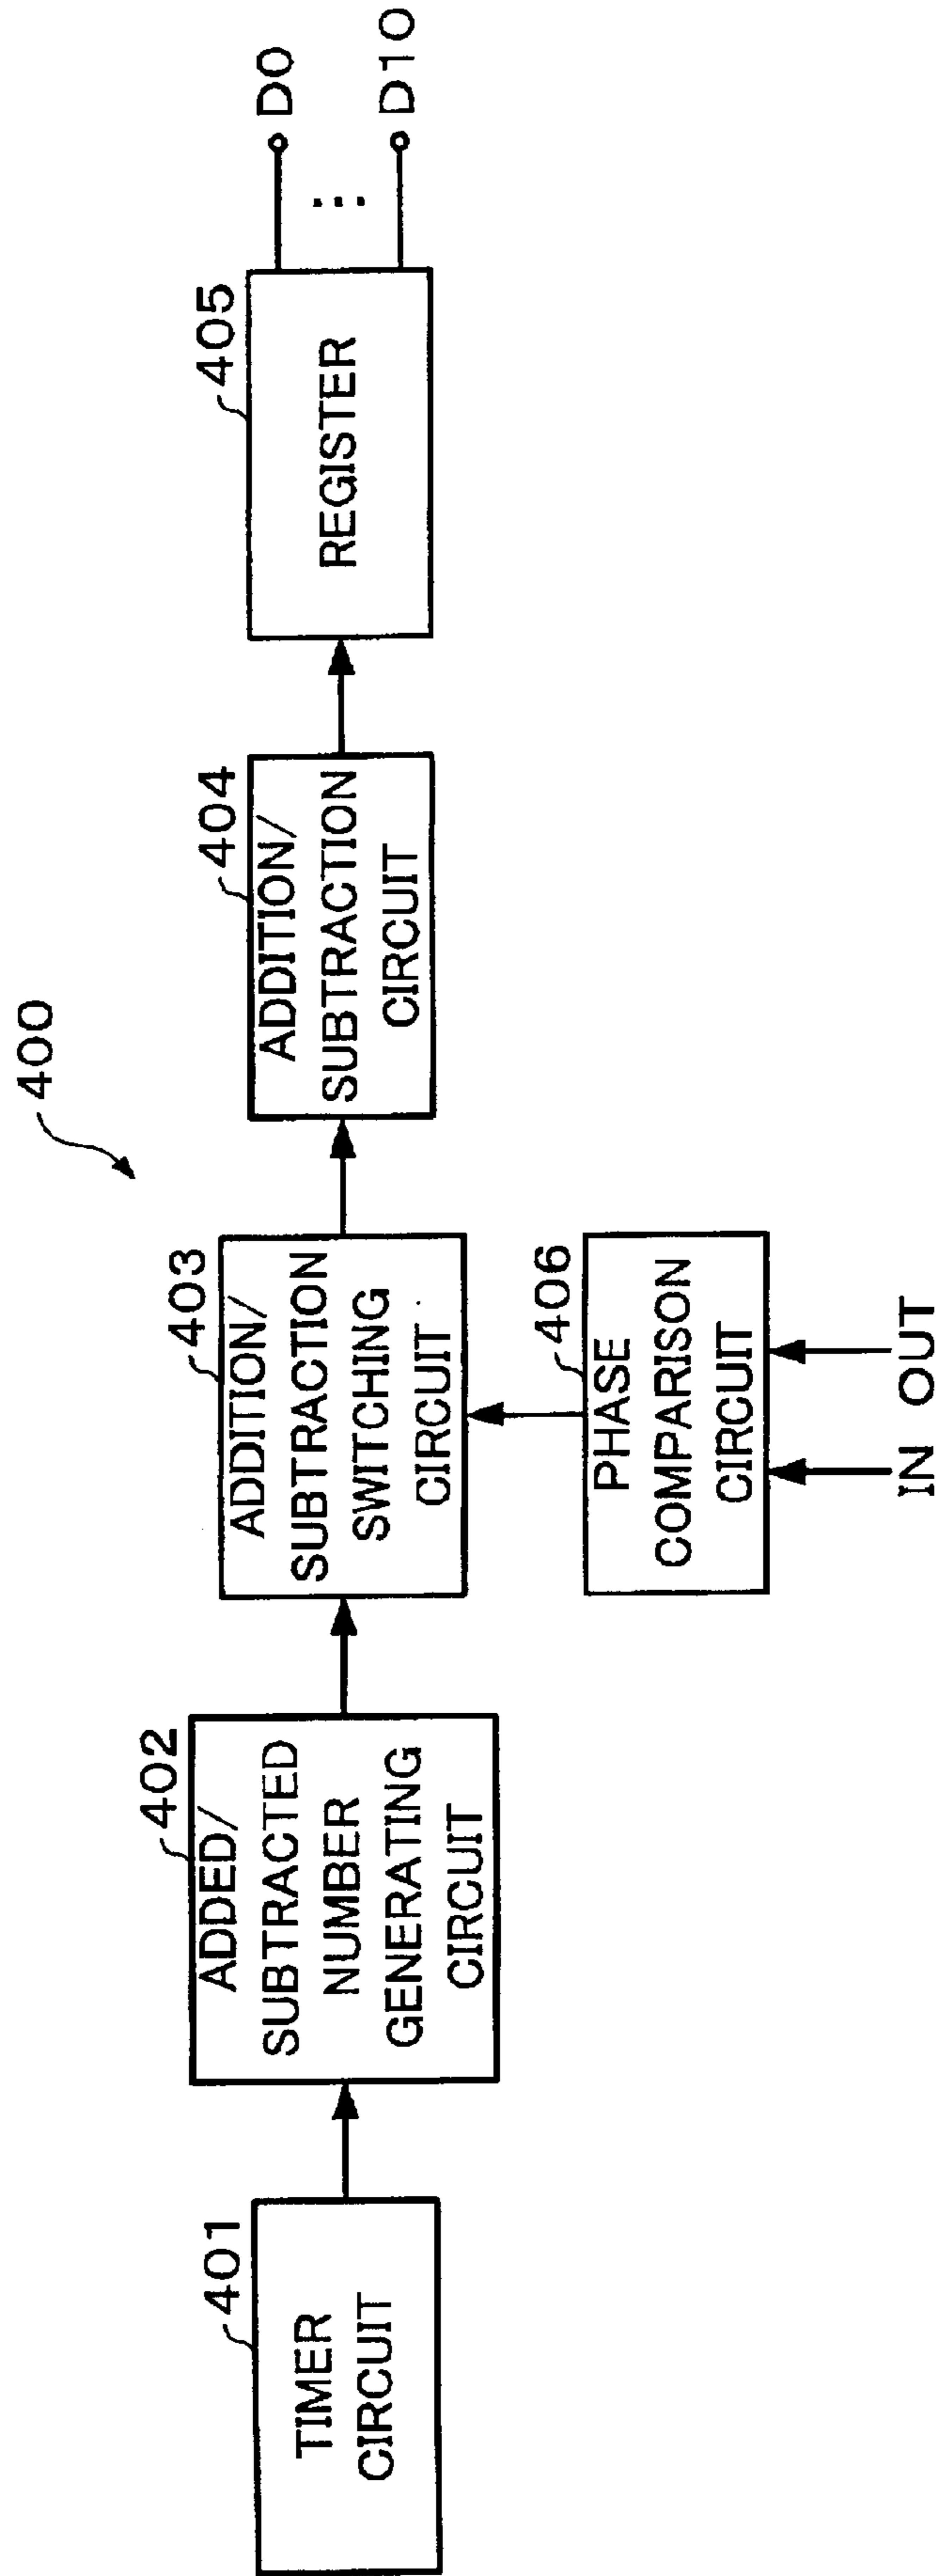 400
401
TIMER
CIRCUIT
402
ADDED/
SUBTRACTED
NUMBER
GENERATING
CIRCUIT
403
ADDITION/
SUBTRACTION
SWITCHING
CIRCUIT
404
ADDITION/
SUBTRACTION
CIRCUIT
405
REGISTER
D0
⋮
D10
406
PHASE
COMPARISON
CIRCUIT
IN OUT